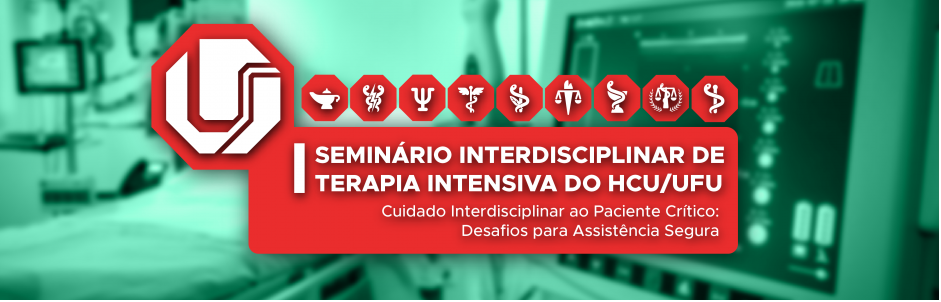 I SEMINÁRIO INTERDISCIPLINAR DE
TERAPIA INTENSIVA DO HCU/UFU
Cuidado Interdisciplinar ao Paciente Crítico:
Desafios para Assistência Segura